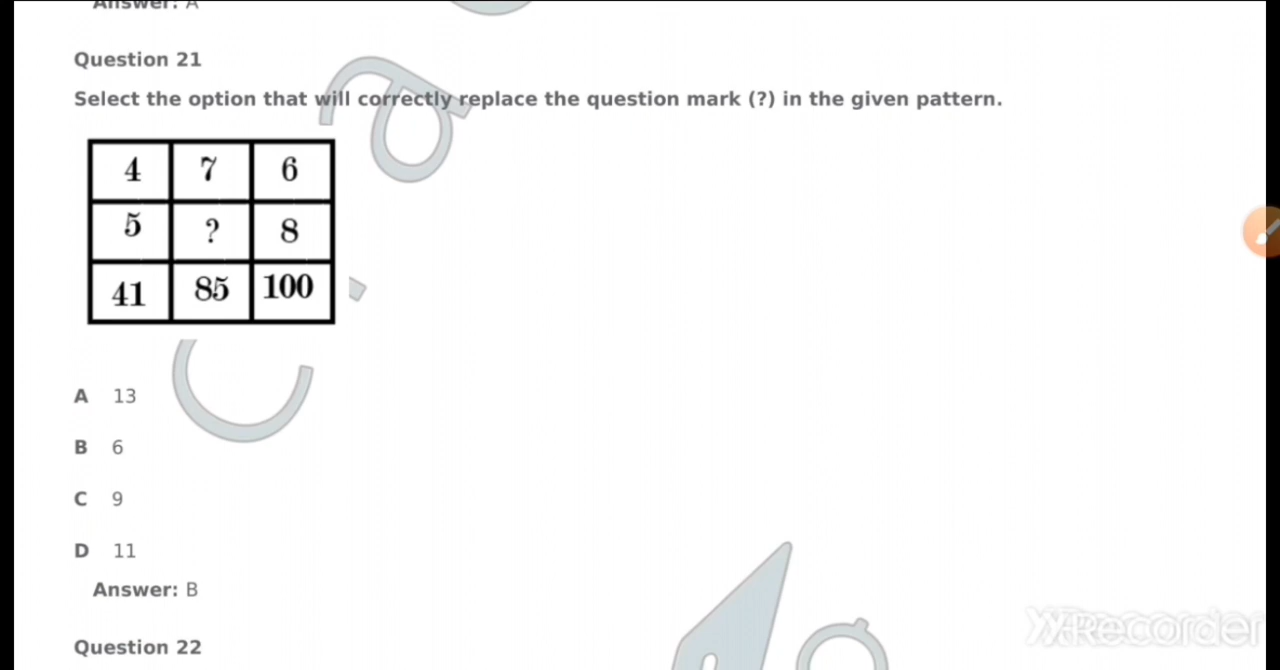 Answer: A
Question 21
Select the option that will correctly replace the question mark (?) in the given pattern.
4 7 6
5 ? 8
41 85 100
A 13
B 6
C 9
D 11
Answer: B
Question 22